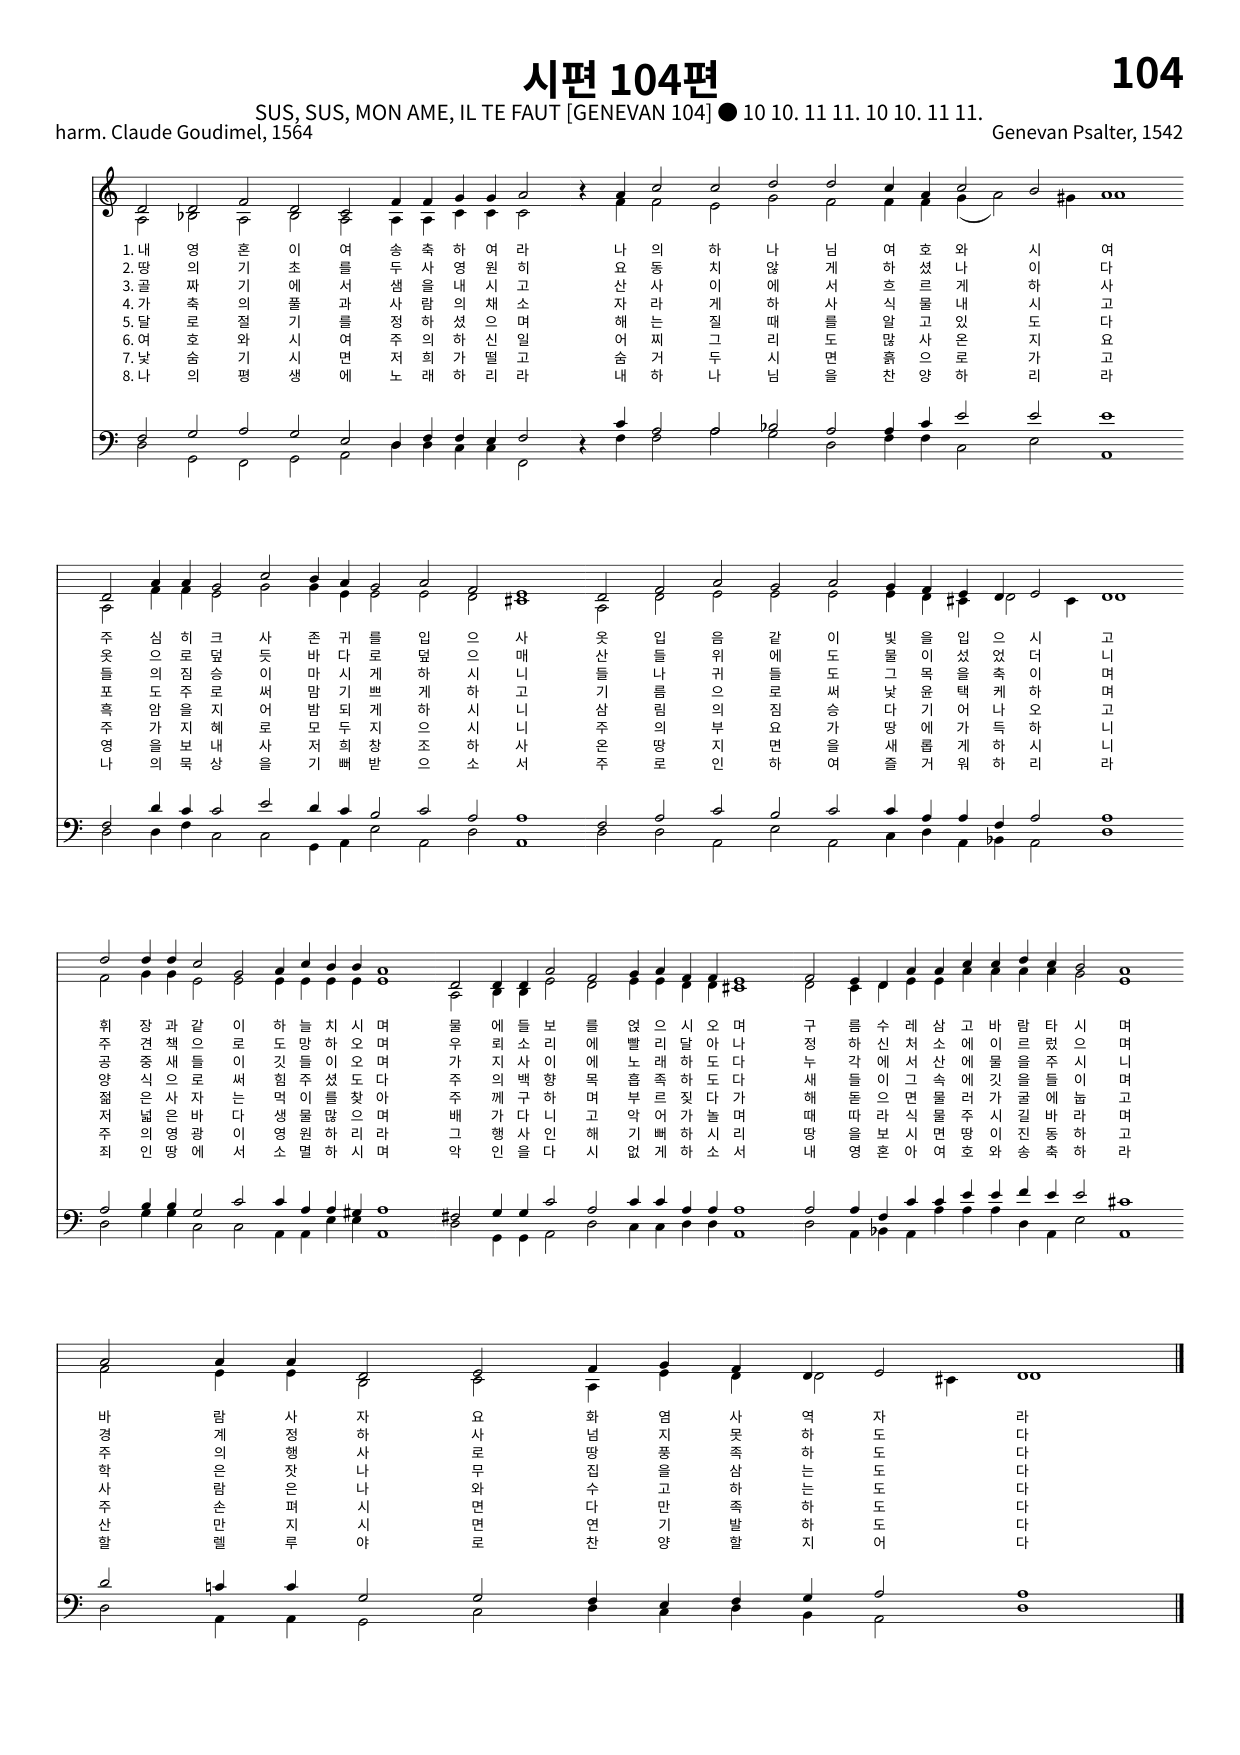 시편 104편
104
SUS, SUS, MON AME, IL TE FAUT [GENEVAN 104] ● 10 10. 11 11. 10 10. 11 11.
harm. Claude Goudimel, 1564
Genevan Psalter, 1542
1. 내 영 혼 이 여 송 축 하 여 라 나 의 하 나 님 여 호 와 시 여
2. 땅 의 기 초 를 두 사 영 원 히 요 동 치 않 게 하 셨 나 이 다
3. 골 짜 기 에 서 샘 을 내 시 고 산 사 이 에 서 흐 르 게 하 사
4. 가 축 의 풀 과 사 람 의 채 소 자 라 게 하 사 식 물 내 시 고
5. 달 로 절 기 를 정 하 셨 으 며 해 는 질 때 를 알 고 있 도 다
6. 여 호 와 시 여 주 의 하 신 일 어 찌 그 리 도 많 사 온 지 요
7. 낯 숨 기 시 면 저 희 가 떨 고 숨 거 두 시 면 흙 으 로 가 고
8. 나 의 평 생 에 노 래 하 리 라 내 하 나 님 을 찬 양 하 리 라
주 심 히 크 사 존 귀 를 입 으 사 옷 입 음 같 이 빛 을 입 으 시 고
옷 으 로 덮 듯 바 다 로 덮 으 매 산 들 위 에 도 물 이 섰 었 더 니
들 의 짐 승 이 마 시 게 하 시 니 들 나 귀 들 도 그 목 을 축 이 며
포 도 주 로 써 맘 기 쁘 게 하 고 기 름 으 로 써 낯 윤 택 케 하 며
흑 암 을 지 어 밤 되 게 하 시 니 삼 림 의 짐 승 다 기 어 나 오 고
주 가 지 혜 로 모 두 지 으 시 니 주 의 부 요 가 땅 에 가 득 하 니
영 을 보 내 사 저 희 창 조 하 사 온 땅 지 면 을 새 롭 게 하 시 니
나 의 묵 상 을 기 뻐 받 으 소 서 주 로 인 하 여 즐 거 워 하 리 라
휘 장 과 같 이 하 늘 치 시 며 물 에 들 보 를 얹 으 시 오 며 구 름 수 레 삼 고 바 람 타 시 며
주 견 책 으 로 도 망 하 오 며 우 뢰 소 리 에 빨 리 달 아 나 정 하 신 처 소 에 이 르 렀 으 며
공 중 새 들 이 깃 들 이 오 며 가 지 사 이 에 노 래 하 도 다 누 각 에 서 산 에 물 을 주 시 니
양 식 으 로 써 힘 주 셨 도 다 주 의 백 향 목 흡 족 하 도 다 새 들 이 그 속 에 깃 을 들 이 며
젊 은 사 자 는 먹 이 를 찾 아 주 께 구 하 며 부 르 짖 다 가 해 돋 으 면 물 러 가 굴 에 눕 고
저 넓 은 바 다 생 물 많 으 며 배 가 다 니 고 악 어 가 놀 며 때 따 라 식 물 주 시 길 바 라 며
주 의 영 광 이 영 원 하 리 라 그 행 사 인 해 기 뻐 하 시 리 땅 을 보 시 면 땅 이 진 동 하 고
죄 인 땅 에 서 소 멸 하 시 며 악 인 을 다 시 없 게 하 소 서 내 영 혼 아 여 호 와 송 축 하 라
바 람 사 자 요 화 염 사 역 자 라
경 계 정 하 사 넘 지 못 하 도 다
주 의 행 사 로 땅 풍 족 하 도 다
학 은 잣 나 무 집 을 삼 는 도 다
사 람 은 나 와 수 고 하 는 도 다
주 손 펴 시 면 다 만 족 하 도 다
산 만 지 시 면 연 기 발 하 도 다
할 렐 루 야 로 찬 양 할 지 어 다